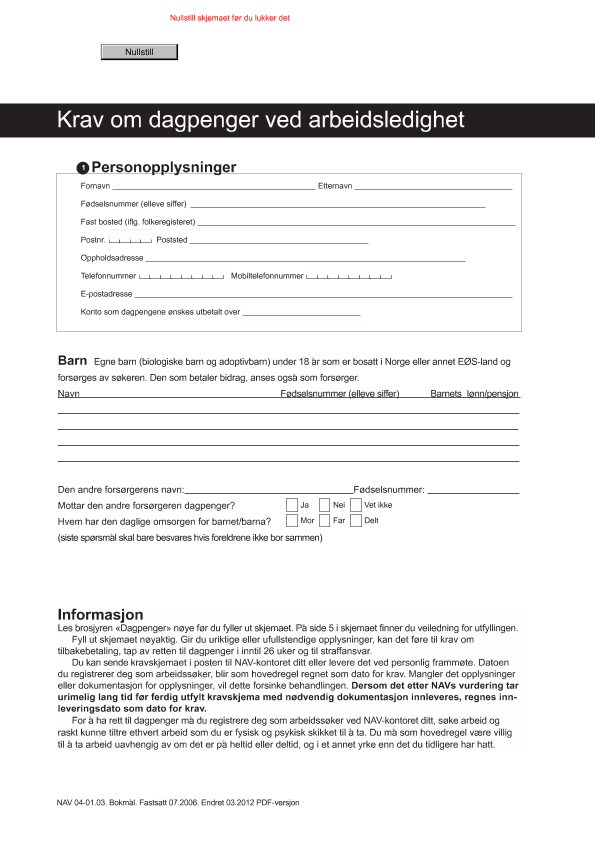 Nullstill skjemaet før du lukker det
Nullstill
Krav om dagpenger ved arbeidsledighet
1 Personopplysninger
Fornavn Etternavn
Fødselsnummer (elleve siffer)
Fast bosted (iflg. folkeregisteret)
Postnr. Poststed
Oppholdsadresse
Telefonnummer Mobiltelefonnummer
E-postadresse
Konto som dagpengene ønskes utbetalt over
Barn Egne barn (biologiske barn og adoptivbarn) under 18 år som er bosatt i Norge eller annet EØS-land og
forsørges av søkeren. Den som betaler bidrag, anses også som forsørger.
Navn Fødselsnummer (elleve siffer) Barnets lønn/pensjon
Den andre forsørgerens navn: Fødselsnummer:
Mottar den andre forsørgeren dagpenger? Ja Nei Vet ikke
Hvem har den daglige omsorgen for barnet/barna? Mor Far Delt
(siste spørsmål skal bare besvares hvis foreldrene ikke bor sammen)
Informasjon
Les brosjyren «Dagpenger» nøye før du fyller ut skjemaet. På side 5 i skjemaet finner du veiledning for utfyllingen.
Fyll ut skjemaet nøyaktig. Gir du uriktige eller ufullstendige opplysninger, kan det føre til krav om
tilbakebetaling, tap av retten til dagpenger i inntil 26 uker og til straffansvar.
Du kan sende kravskjemaet i posten til NAV-kontoret ditt eller levere det ved personlig frammøte. Datoen
du registrerer deg som arbeidssøker, blir som hovedregel regnet som dato for krav. Mangler det opplysninger
eller dokumentasjon for opplysninger, vil dette forsinke behandlingen. Dersom det etter NAVs vurdering tar
urimelig lang tid før ferdig utfylt kravskjema med nødvendig dokumentasjon innleveres, regnes inn-
leveringsdato som dato for krav.
For å ha rett til dagpenger må du registrere deg som arbeidssøker ved NAV-kontoret ditt, søke arbeid og
raskt kunne tiltre ethvert arbeid som du er fysisk og psykisk skikket til å ta. Du må som hovedregel være villig
til å ta arbeid uavhengig av om det er på heltid eller deltid, og i et annet yrke enn det du tidligere har hatt.
NAV 04-01.03. Bokmål. Fastsatt 07.2006. Endret 03.2012 PDF-versjon